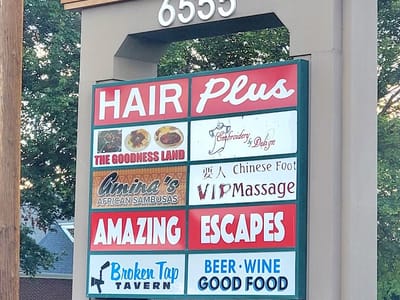 6555
HAIR Plus
THE GOODNESS LAND
Embroidery
by Design
Amina's
AFRICAN SAMBUSAS
Chinese Foot
VIP Massage
AMAZING ESCAPES
Broken Tap
TAVERN
BEER · WINE
GOOD FOOD